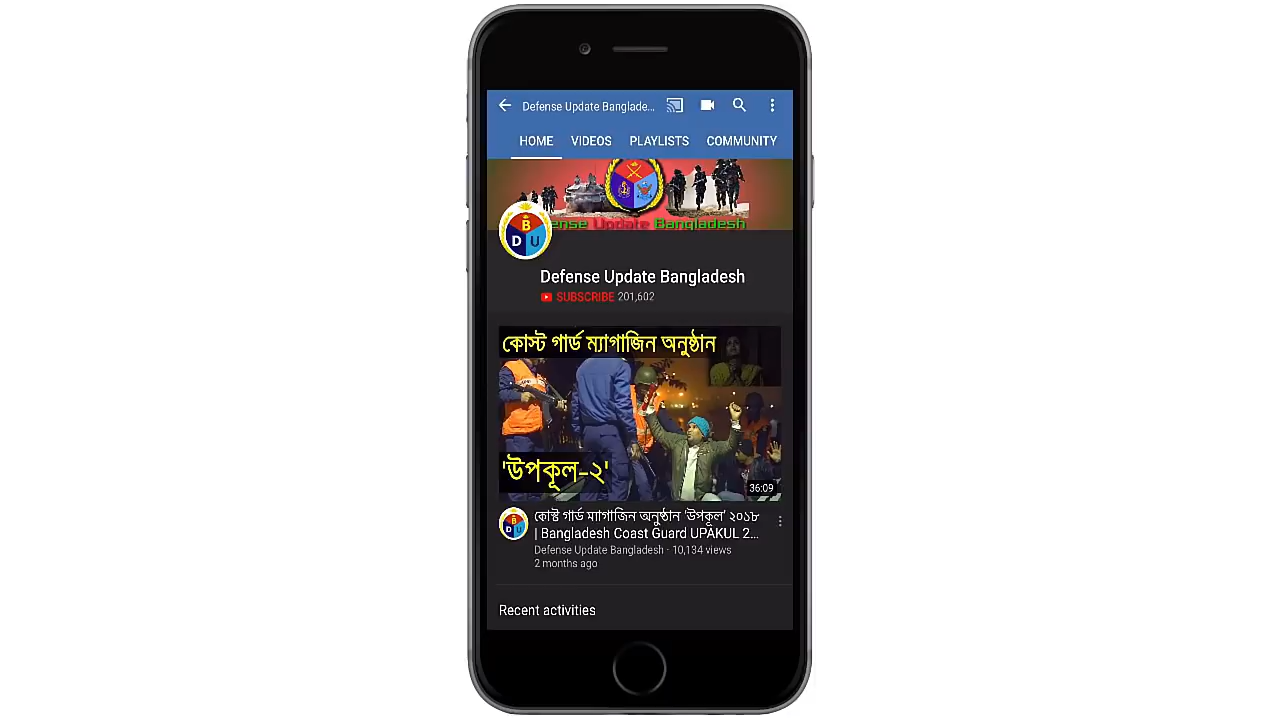 Defense Update Banglade...
HOME VIDEOS PLAYLISTS COMMUNITY
ense Update Bangladesh
B
D U
Defense Update Bangladesh
SUBSCRIBE 201,602
কোস্ট গার্ড ম্যাগাজিন অনুষ্ঠান
'উপকূল-২'
36:09
B
D U
কোস্ট গার্ড ম্যাগাজিন অনুষ্ঠান 'উপকূল' ২০১৮
| Bangladesh Coast Guard UPAKUL 2...
Defense Update Bangladesh · 10,134 views
2 months ago
Recent activities